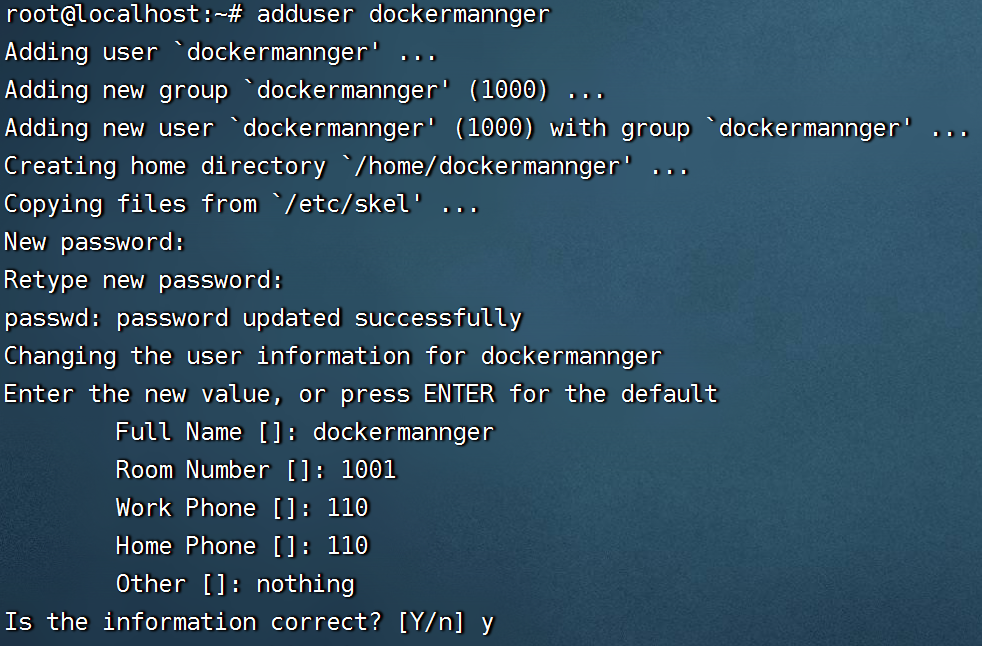 root@localhost:~# adduser dockermannger
Adding user `dockermannger' ...
Adding new group `dockermannger' (1000) ...
Adding new user `dockermannger' (1000) with group `dockermannger' ...
Creating home directory `/home/dockermannger' ...
Copying files from `/etc/skel' ...
New password:
Retype new password:
passwd: password updated successfully
Changing the user information for dockermannger
Enter the new value, or press ENTER for the default
Full Name []: dockermannger
Room Number []: 1001
Work Phone []: 110
Home Phone []: 110
Other []: nothing
Is the information correct? [Y/n] y